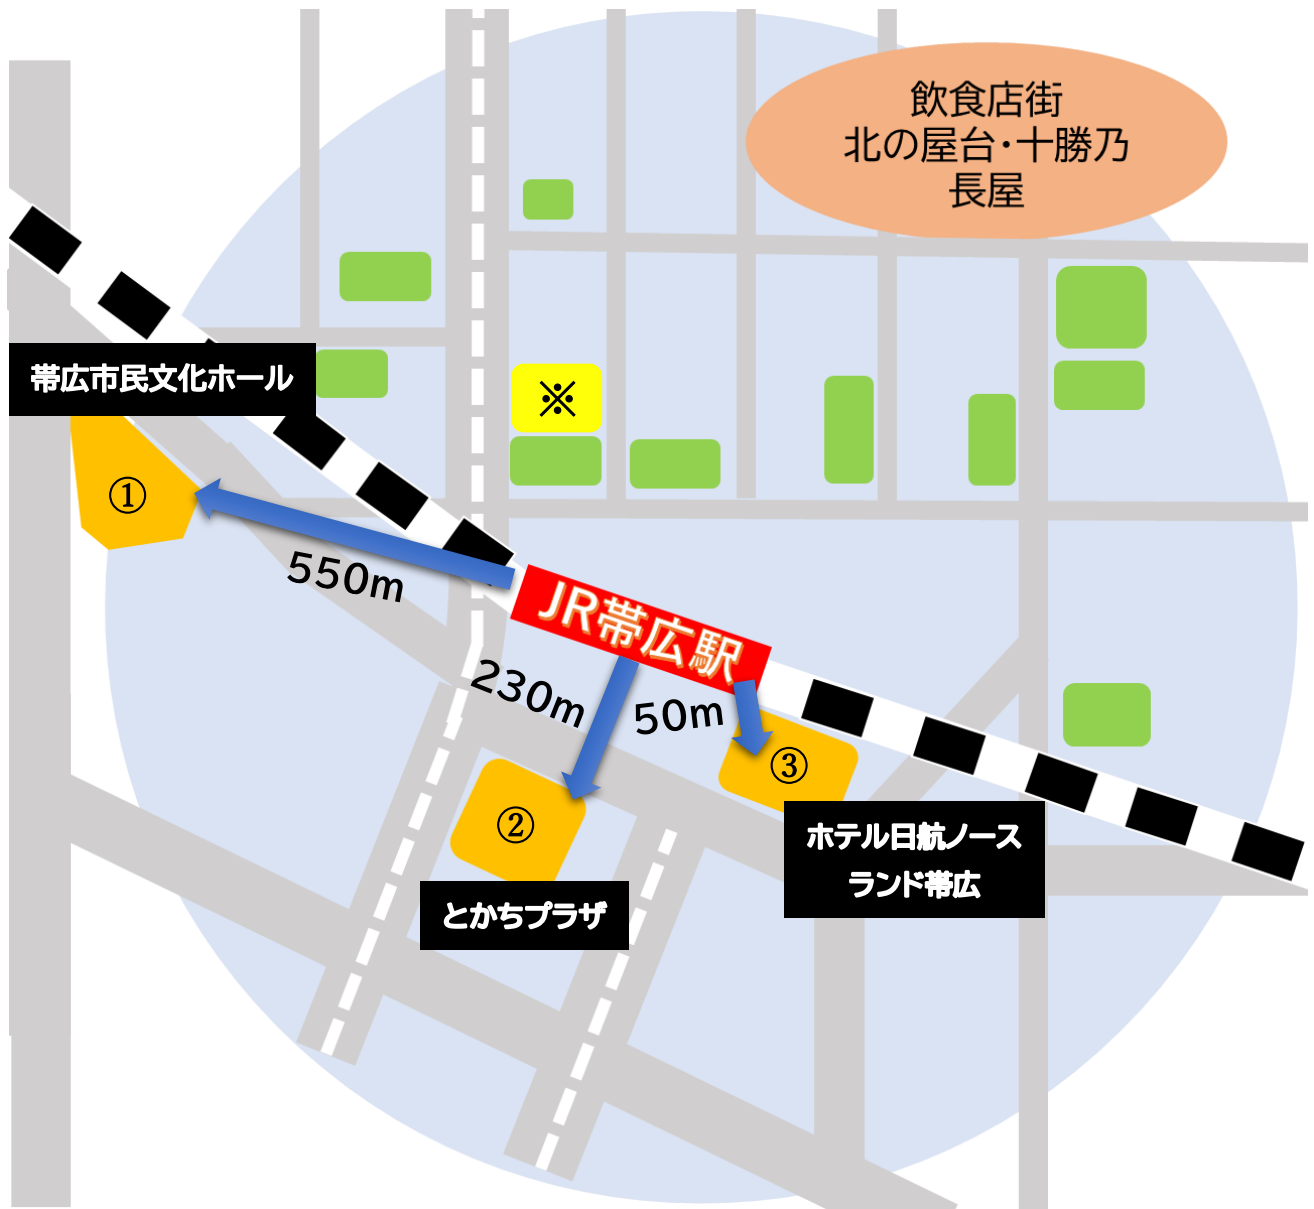 飲食店街
北の屋台・十勝乃
長屋
帯広市民文化ホール
※
①
550m
JR帯広駅
230m
50m
③
②
ホテル日航ノース
ランド帯広
とかちプラザ